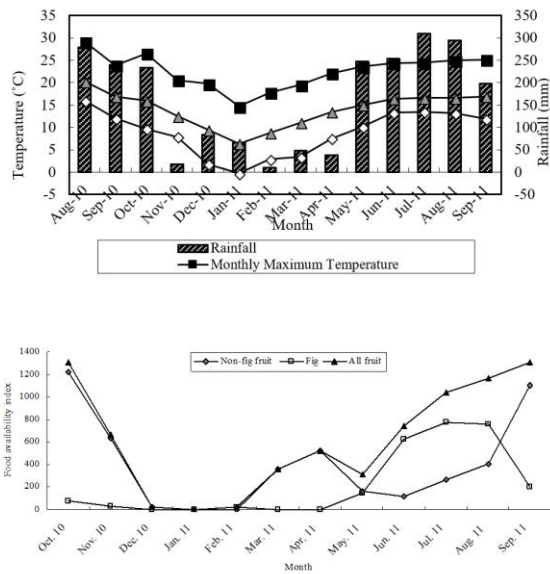 35 350
30 300
25 250
20 200
15 150
10 100
5 50
0 0
-5 -50
Temperature (˚C)
Rainfall (mm)
Aug-10 Sep-10 Oct-10 Nov-10 Dec-10 Jan-11 Feb-11 Mar-11 Apr-11 May-11 Jun-11 Jul-11 Aug-11 Sep-11
Month
Rainfall
Monthly Maximum Temperature
1400
1200
1000
800
600
400
200
0
Food availability index
Non-fig fruit Fig All fruit
Oct. 10 Nov. 10 Dec. 10 Jan. 11 Feb. 11 Mar. 11 Apr. 11 May. 11 Jun. 11 Jul. 11 Aug. 11 Sep. 11
Month